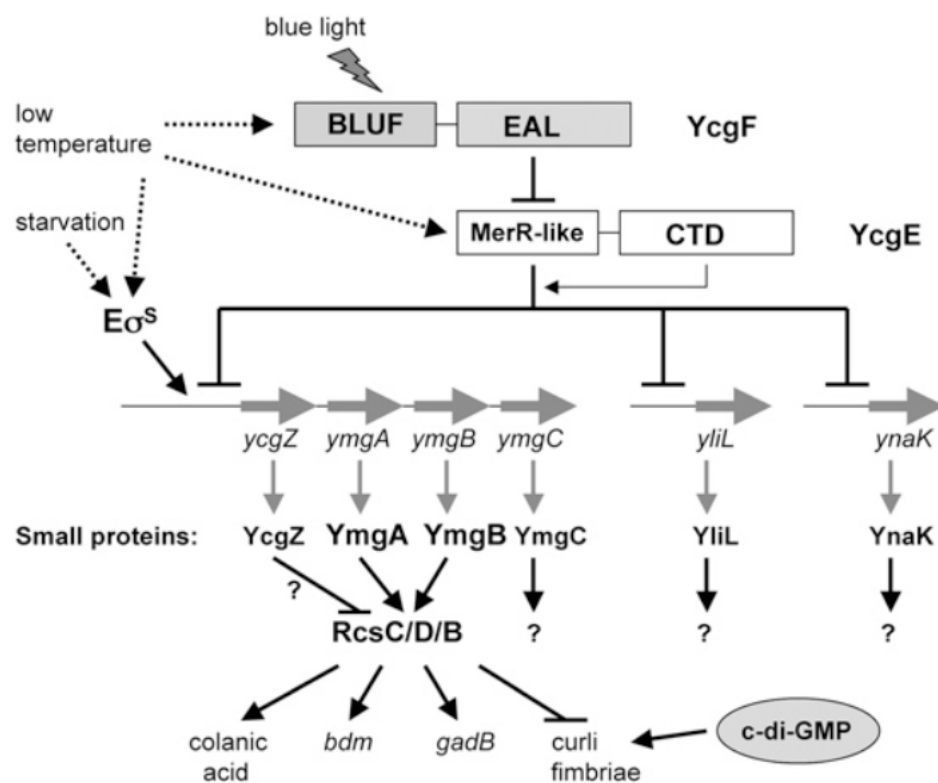 blue light
low
temperature
BLUF EAL YcgF
starvation
MerR-like CTD YcgE
Eσˢ
ycgZ ymgA ymgB ymgC yliL ynaK
Small proteins: YcgZ YmgA YmgB YmgC YliL YnaK
?
RcsC/D/B ? ? ?
colanic
acid
bdm gadB curli
fimbriae
c-di-GMP